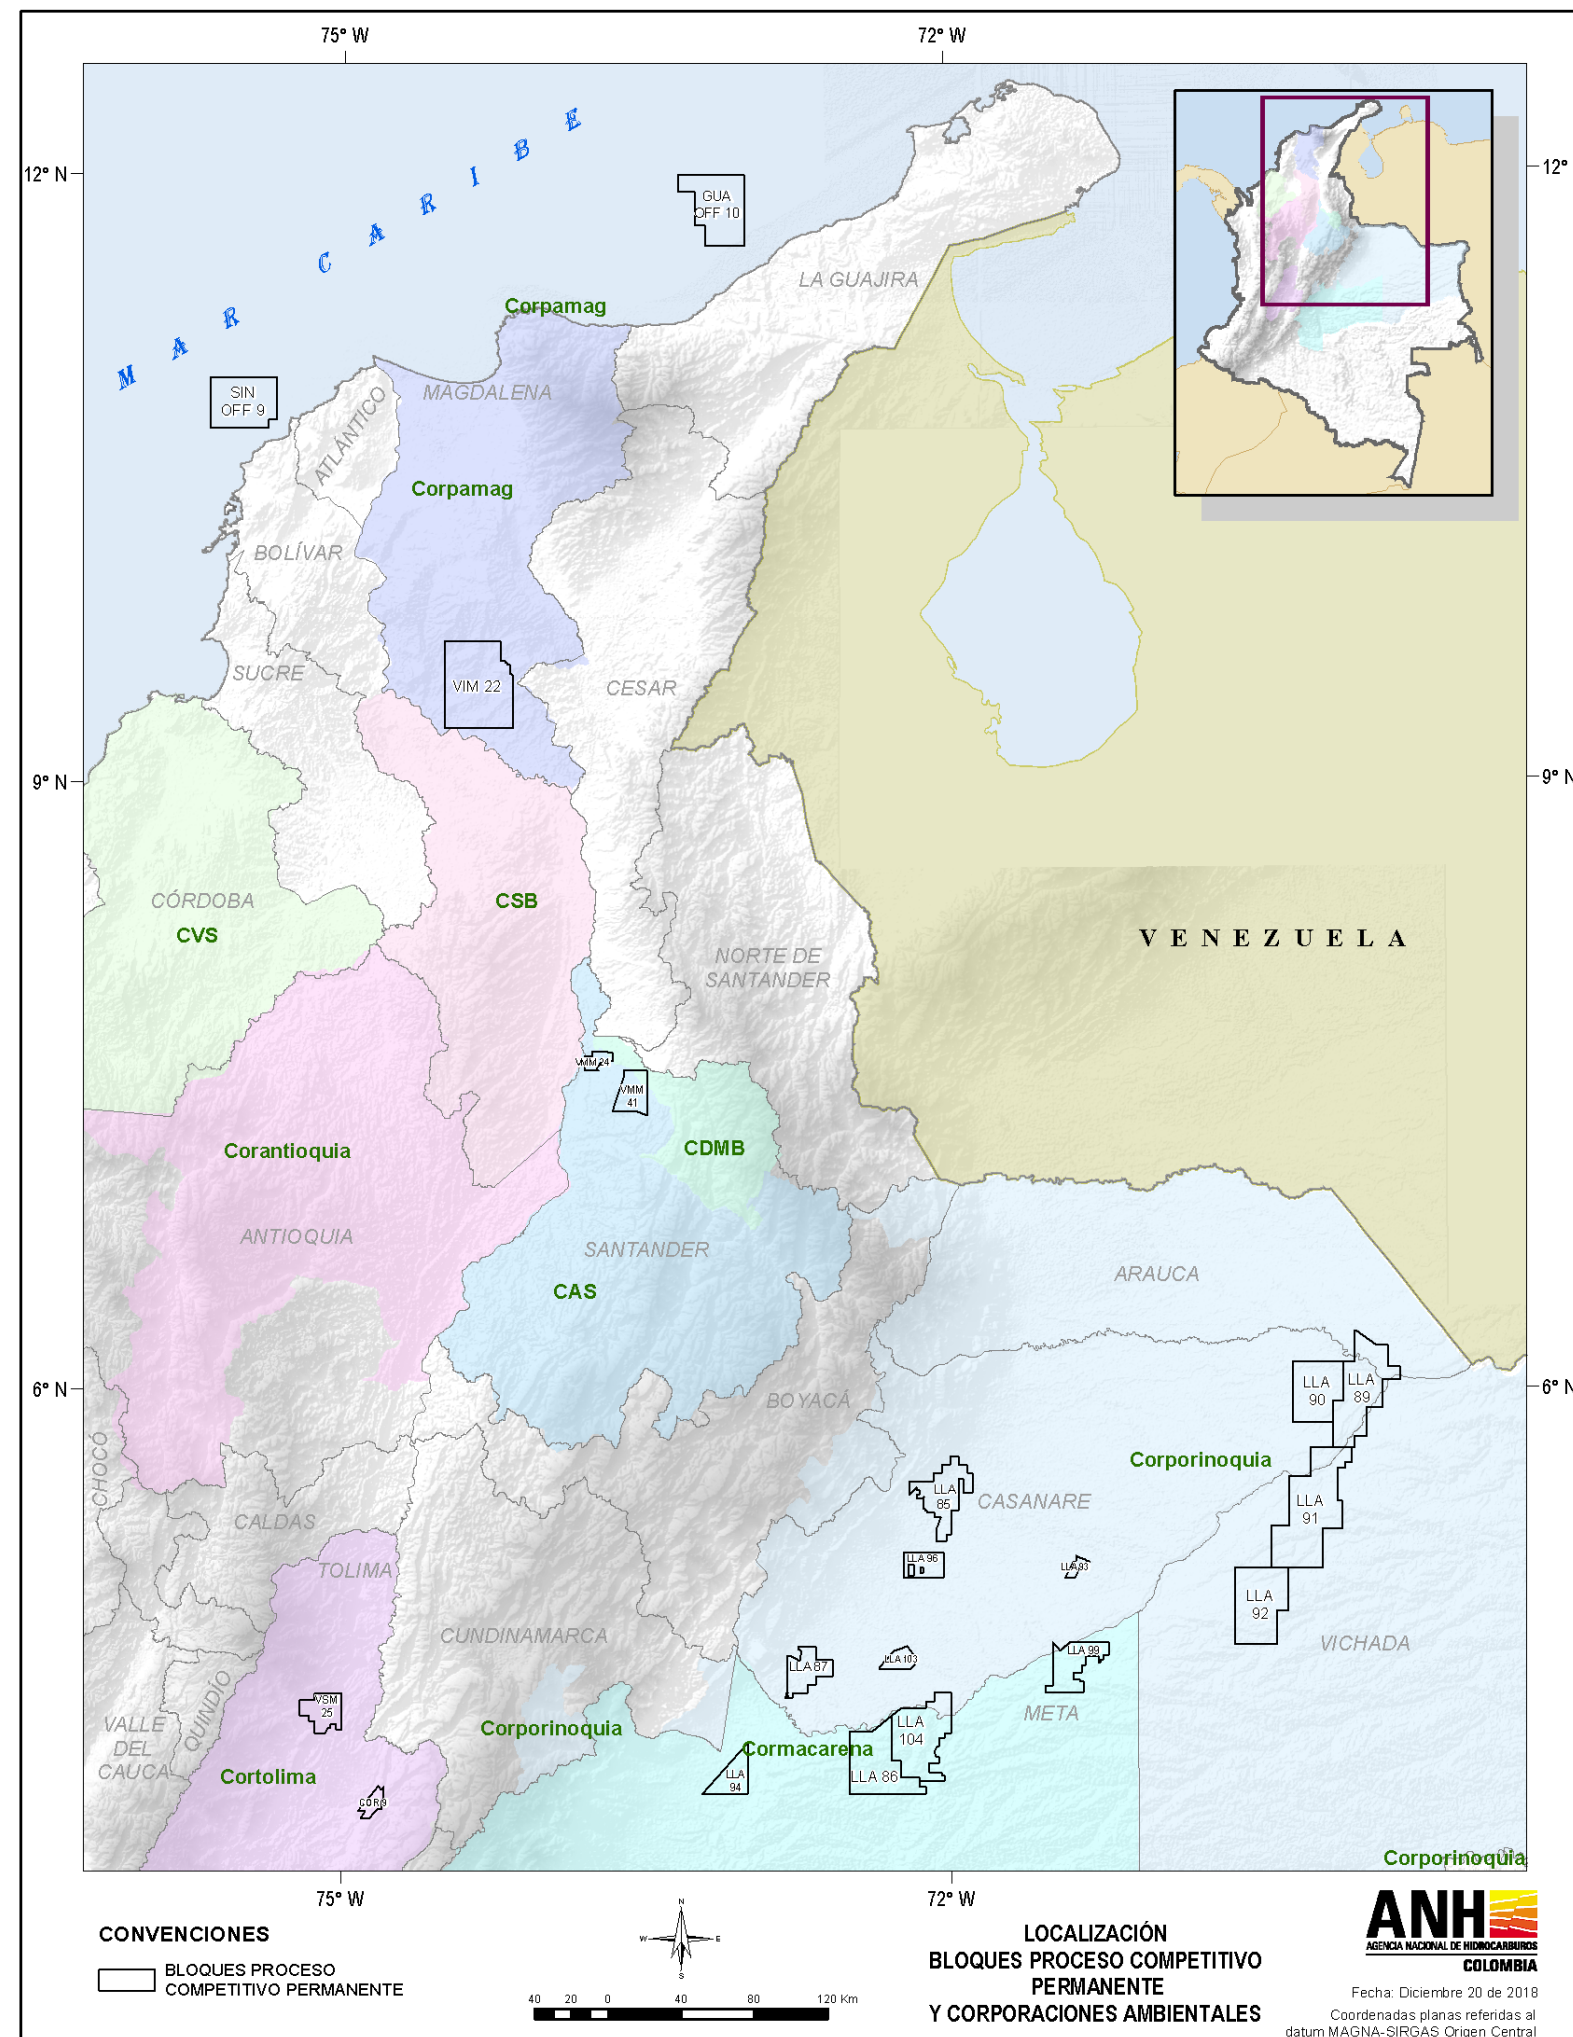 75° W
72° W
12° N
12°
MAR CARIBE
GUA
OFF 10
LA GUAJIRA
Corpamag
SIN
OFF 9
MAGDALENA
ATLÁNTICO
Corpamag
BOLÍVAR
SUCRE
VIM 22
CESAR
9° N
9° N
CÓRDOBA
CVS
CSB
NORTE DE
SANTANDER
VENEZUELA
VMM 24
VMM
41
Corantioquia
CDMB
ANTIOQUIA
SANTANDER
CAS
ARAUCA
6° N
6° N
BOYACÁ
LLA
90
LLA
89
Corporinoquia
CHOCÓ
CALDAS
LLA
85
CASANARE
LLA
91
TOLIMA
LLA 96
LLA 93
LLA
92
CUNDINAMARCA
VICHADA
LLA 87
LLA 103
LLA 99
QUINDÍO
VALLE
DEL
CAUCA
VSM
25
Corporinoquia
META
LLA
104
Cormacarena
LLA 86
LLA
94
Cortolima
COR 9
Corporinoquia
75° W
72° W
CONVENCIONES
BLOQUES PROCESO
COMPETITIVO PERMANENTE
N
W
E
S
40 20 0 40 80 120 Km
LOCALIZACIÓN
BLOQUES PROCESO COMPETITIVO
PERMANENTE
Y CORPORACIONES AMBIENTALES
ANH
AGENCIA NACIONAL DE HIDROCARBUROS
COLOMBIA
Fecha: Diciembre 20 de 2018
Coordenadas planas referidas al
datum MAGNA-SIRGAS Origen Central